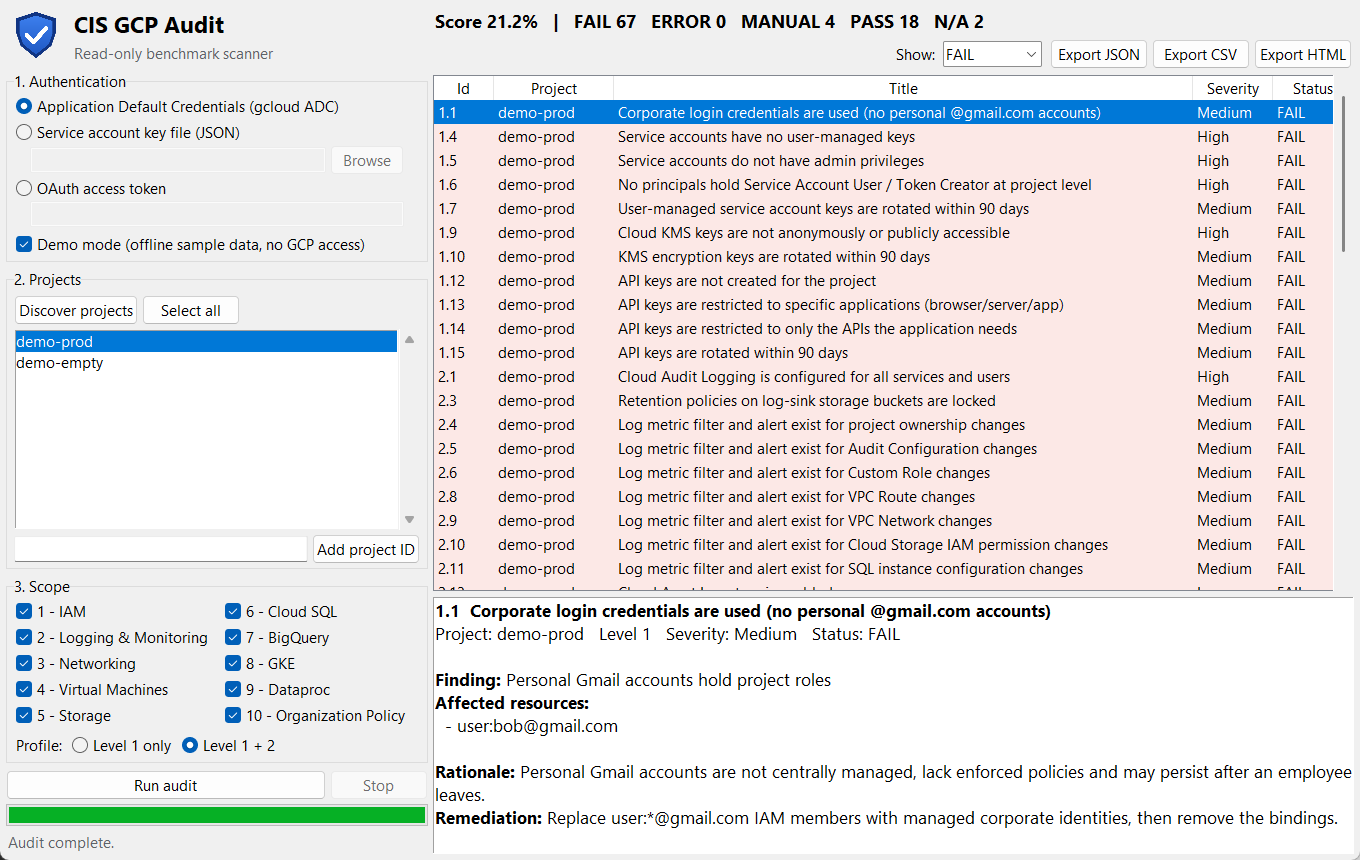 CIS GCP Audit
Read-only benchmark scanner
1. Authentication
Application Default Credentials (gcloud ADC)
Service account key file (JSON)
Browse
OAuth access token
Demo mode (offline sample data, no GCP access)
2. Projects
Discover projects Select all
demo-prod
demo-empty
Add project ID
3. Scope
1 - IAM 6 - Cloud SQL
2 - Logging & Monitoring 7 - BigQuery
3 - Networking 8 - GKE
4 - Virtual Machines 9 - Dataproc
5 - Storage 10 - Organization Policy
Profile: Level 1 only Level 1 + 2
Run audit Stop
Audit complete.
Score 21.2% | FAIL 67 ERROR 0 MANUAL 4 PASS 18 N/A 2
Show: FAIL Export JSON Export CSV Export HTML
Id Project Title Severity Status
1.1 demo-prod Corporate login credentials are used (no personal @gmail.com accounts) Medium FAIL
1.4 demo-prod Service accounts have no user-managed keys High FAIL
1.5 demo-prod Service accounts do not have admin privileges High FAIL
1.6 demo-prod No principals hold Service Account User / Token Creator at project level High FAIL
1.7 demo-prod User-managed service account keys are rotated within 90 days Medium FAIL
1.9 demo-prod Cloud KMS keys are not anonymously or publicly accessible High FAIL
1.10 demo-prod KMS encryption keys are rotated within 90 days Medium FAIL
1.12 demo-prod API keys are not created for the project Medium FAIL
1.13 demo-prod API keys are restricted to specific applications (browser/server/app) Medium FAIL
1.14 demo-prod API keys are restricted to only the APIs the application needs Medium FAIL
1.15 demo-prod API keys are rotated within 90 days Medium FAIL
2.1 demo-prod Cloud Audit Logging is configured for all services and users High FAIL
2.3 demo-prod Retention policies on log-sink storage buckets are locked Medium FAIL
2.4 demo-prod Log metric filter and alert exist for project ownership changes Medium FAIL
2.5 demo-prod Log metric filter and alert exist for Audit Configuration changes Medium FAIL
2.6 demo-prod Log metric filter and alert exist for Custom Role changes Medium FAIL
2.8 demo-prod Log metric filter and alert exist for VPC Route changes Medium FAIL
2.9 demo-prod Log metric filter and alert exist for VPC Network changes Medium FAIL
2.10 demo-prod Log metric filter and alert exist for Cloud Storage IAM permission changes Medium FAIL
2.11 demo-prod Log metric filter and alert exist for SQL instance configuration changes Medium FAIL
1.1 Corporate login credentials are used (no personal @gmail.com accounts)
Project: demo-prod Level 1 Severity: Medium Status: FAIL
Finding: Personal Gmail accounts hold project roles
Affected resources:
- user:bob@gmail.com
Rationale: Personal Gmail accounts are not centrally managed, lack enforced policies and may persist after an employee
leaves.
Remediation: Replace user:*@gmail.com IAM members with managed corporate identities, then remove the bindings.